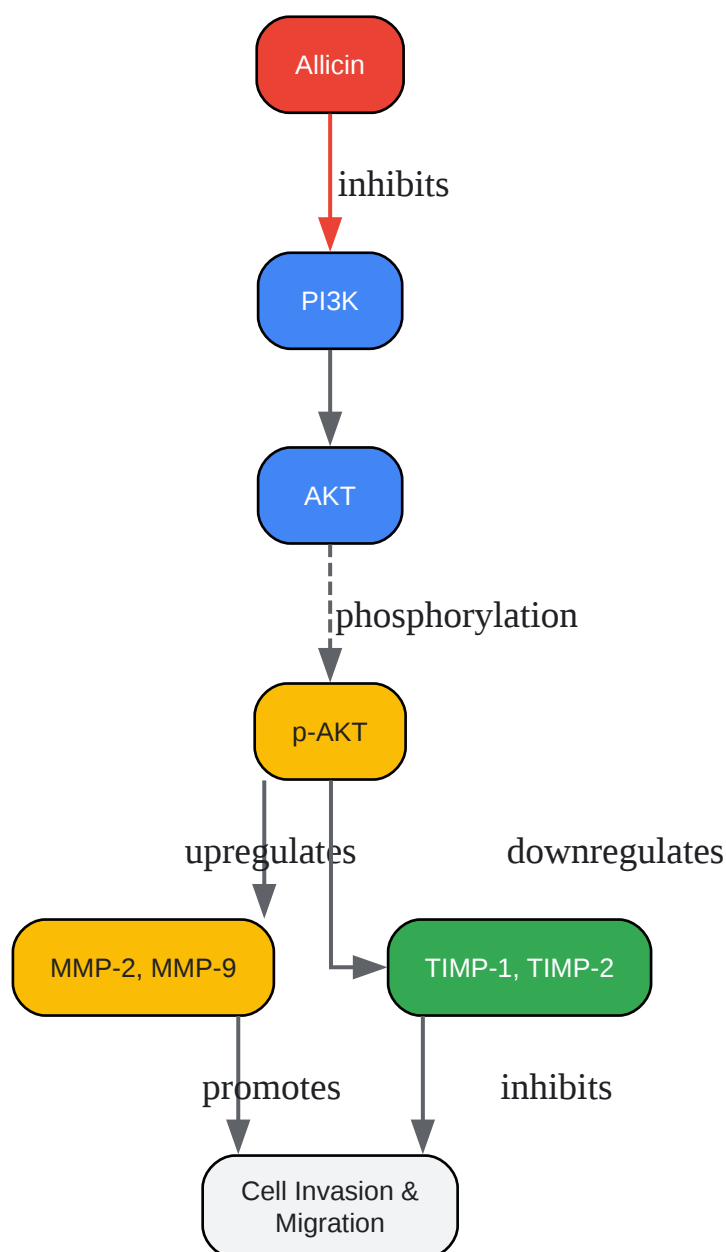 Allicin
inhibits
PI3K
AKT
phosphorylation
p-AKT
upregulates
downregulates
MMP-2, MMP-9
TIMP-1, TIMP-2
promotes
inhibits
Cell Invasion &
Migration